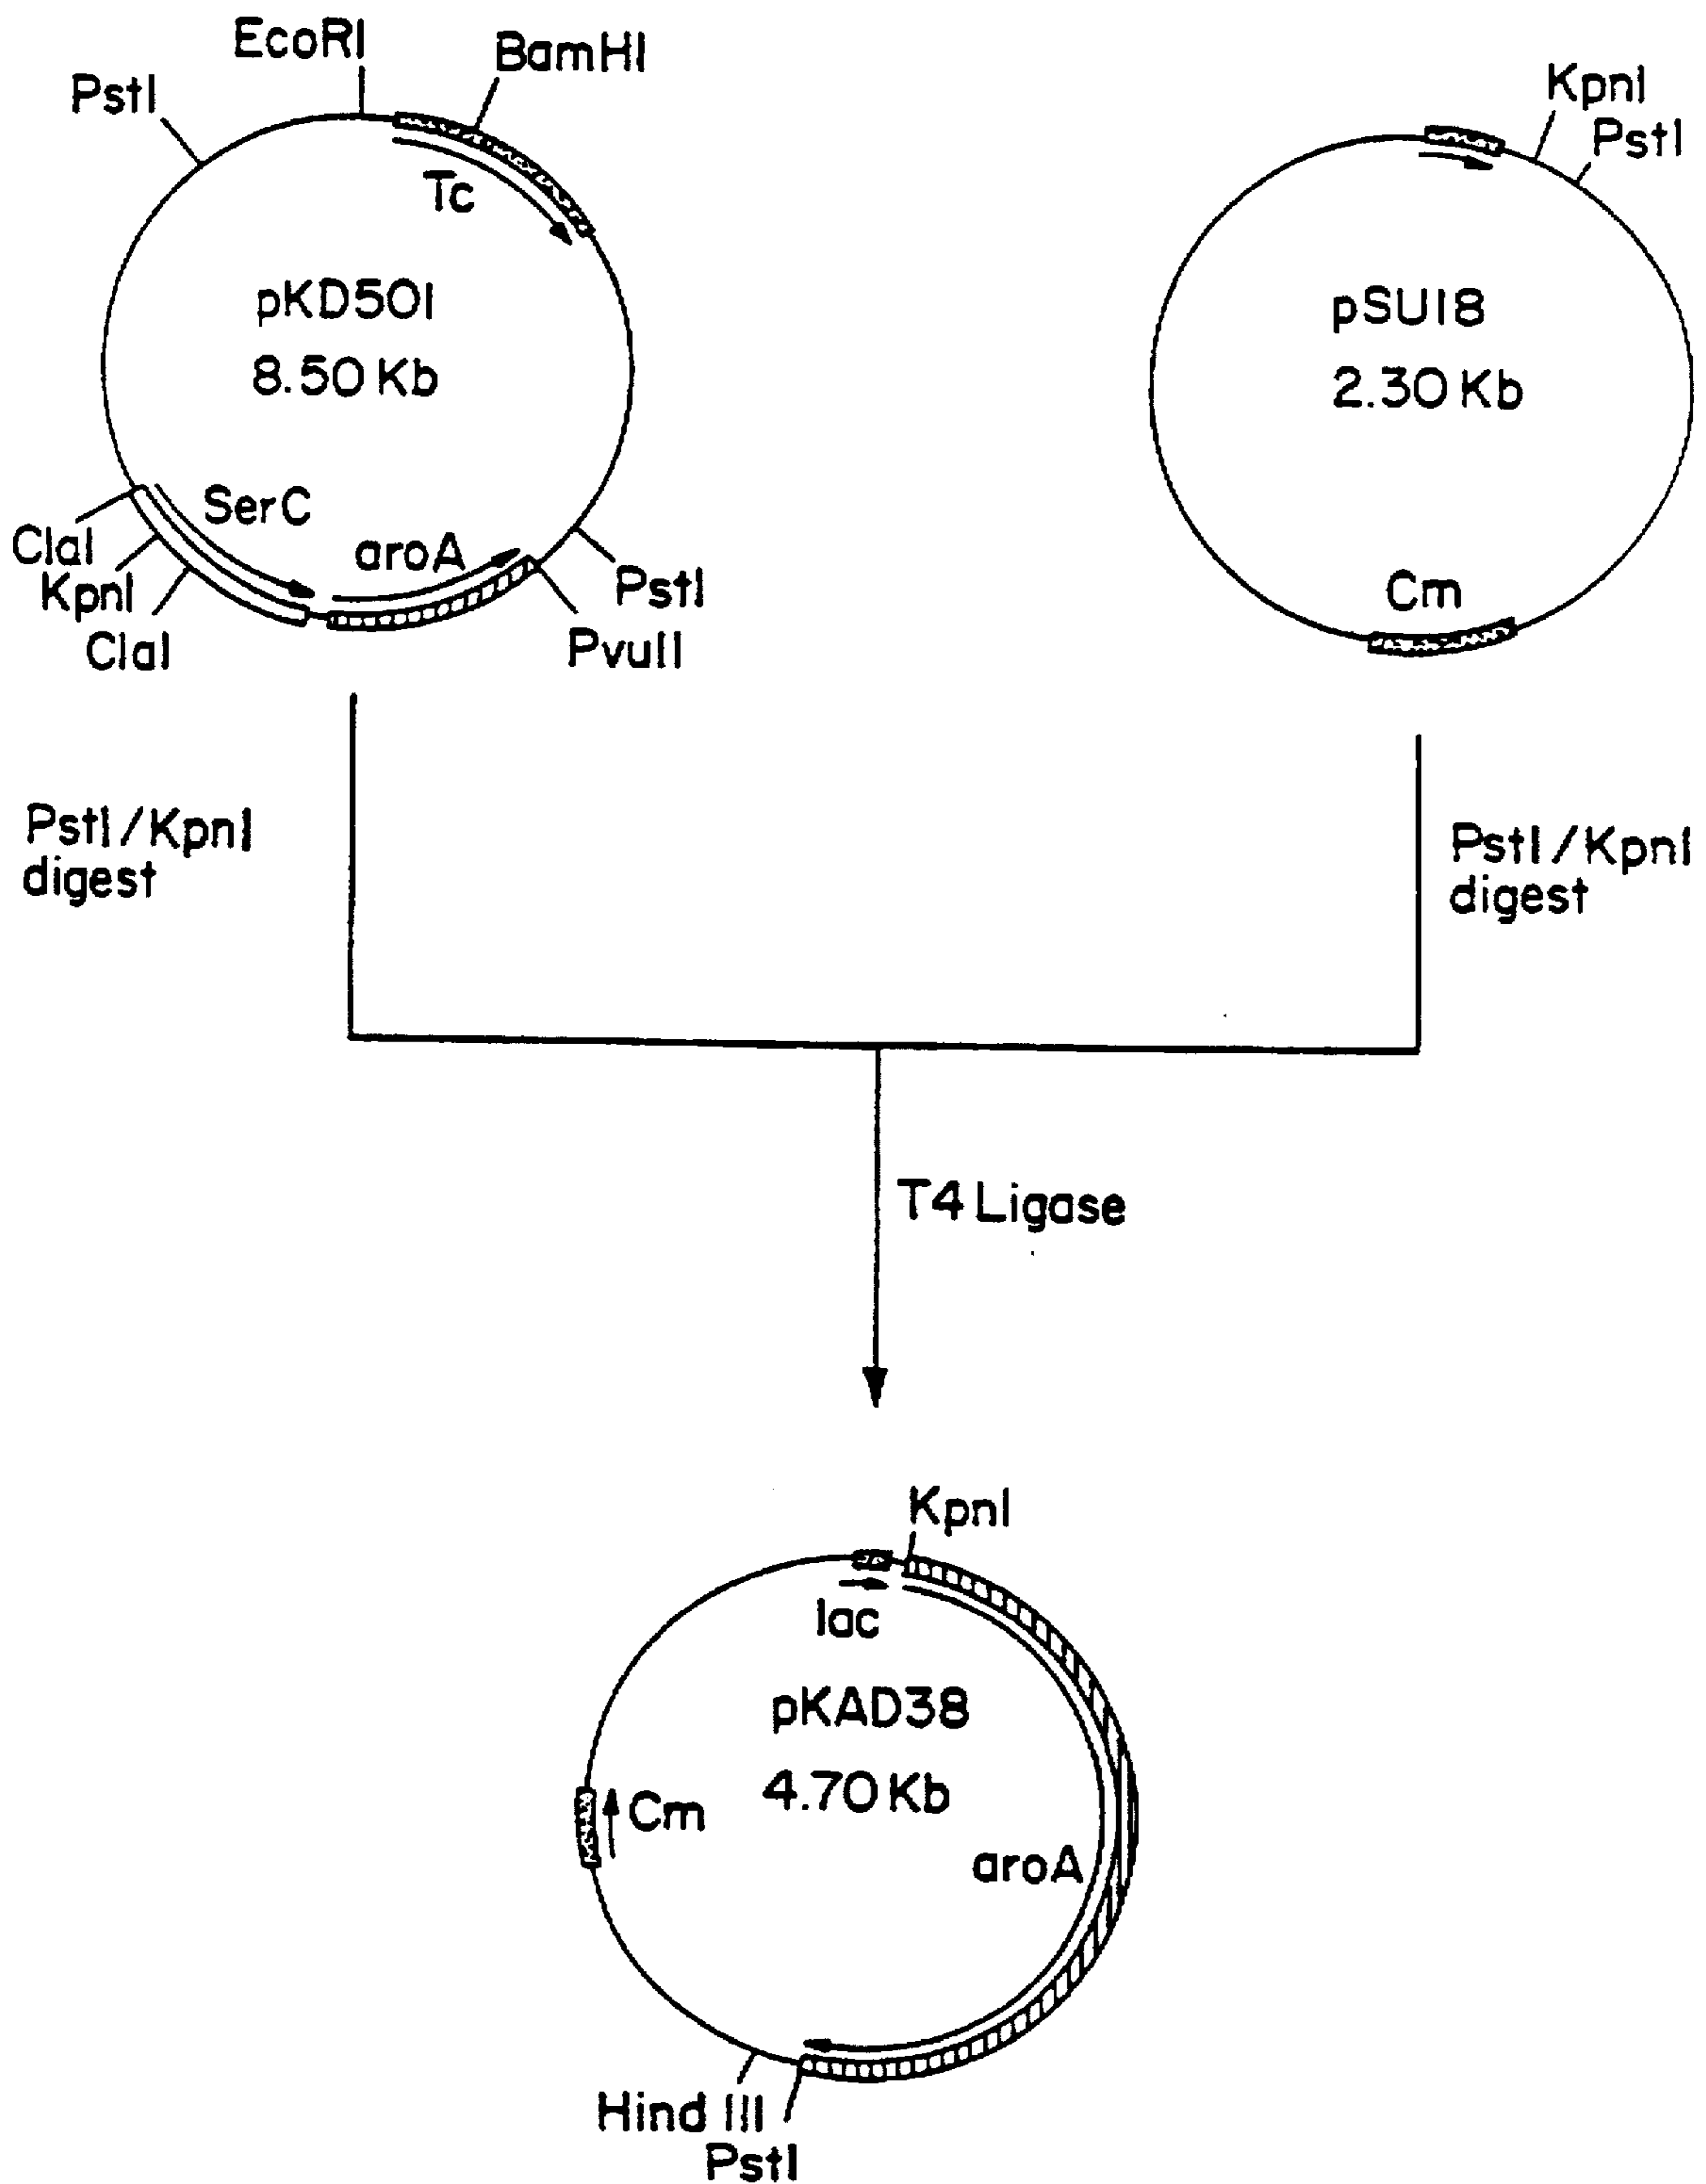 EcoRI
BamHI
PstI
Tc
pKD501
8.50 Kb
SerC
aroA
ClaI
KpnI
ClaI
PstI
PvuII
KpnI
PstI
pSU18
2.30 Kb
Cm
PstI/KpnI
digest
PstI/KpnI
digest
T4 Ligase
KpnI
lac
pKAD38
4.70 Kb
Cm
aroA
Hind III
PstI